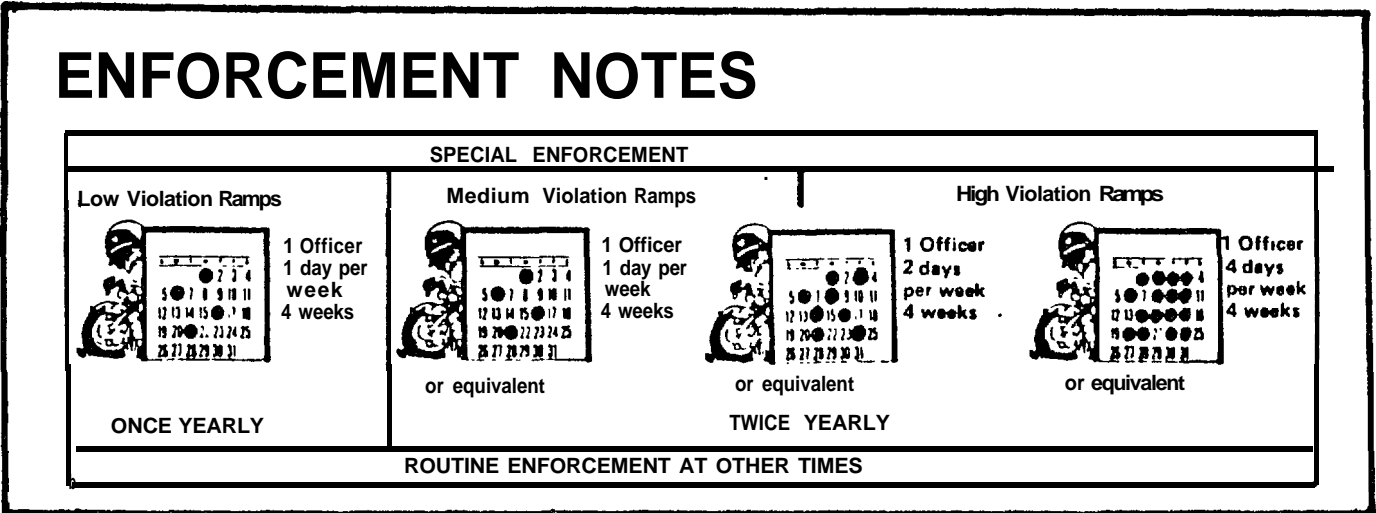 ENFORCEMENT NOTES
SPECIAL ENFORCEMENT
Low Violation Ramps
1 Officer
1 day per
week
4 weeks
ONCE YEARLY
Medium Violation Ramps
1 Officer
1 day per
week
4 weeks
or equivalent
1 Officer
2 days
per week
4 weeks
or equivalent
High Violation Ramps
1 Officer
4 days
per week
4 weeks
or equivalent
TWICE YEARLY
ROUTINE ENFORCEMENT AT OTHER TIMES